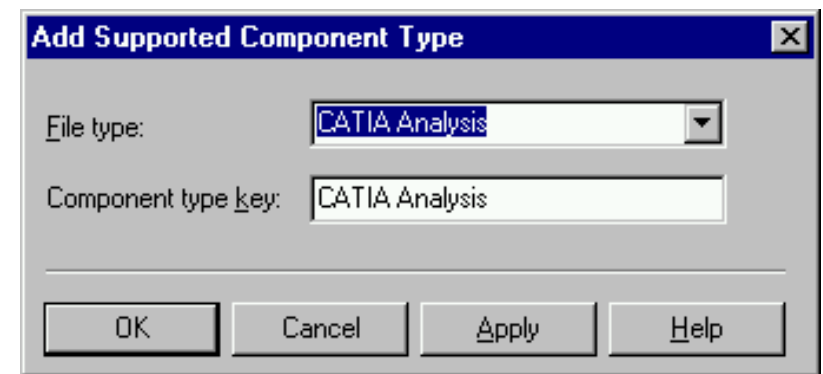 Add Supported Component Type
File type: CATIA Analysis
Component type key: CATIA Analysis
OK Cancel Apply Help